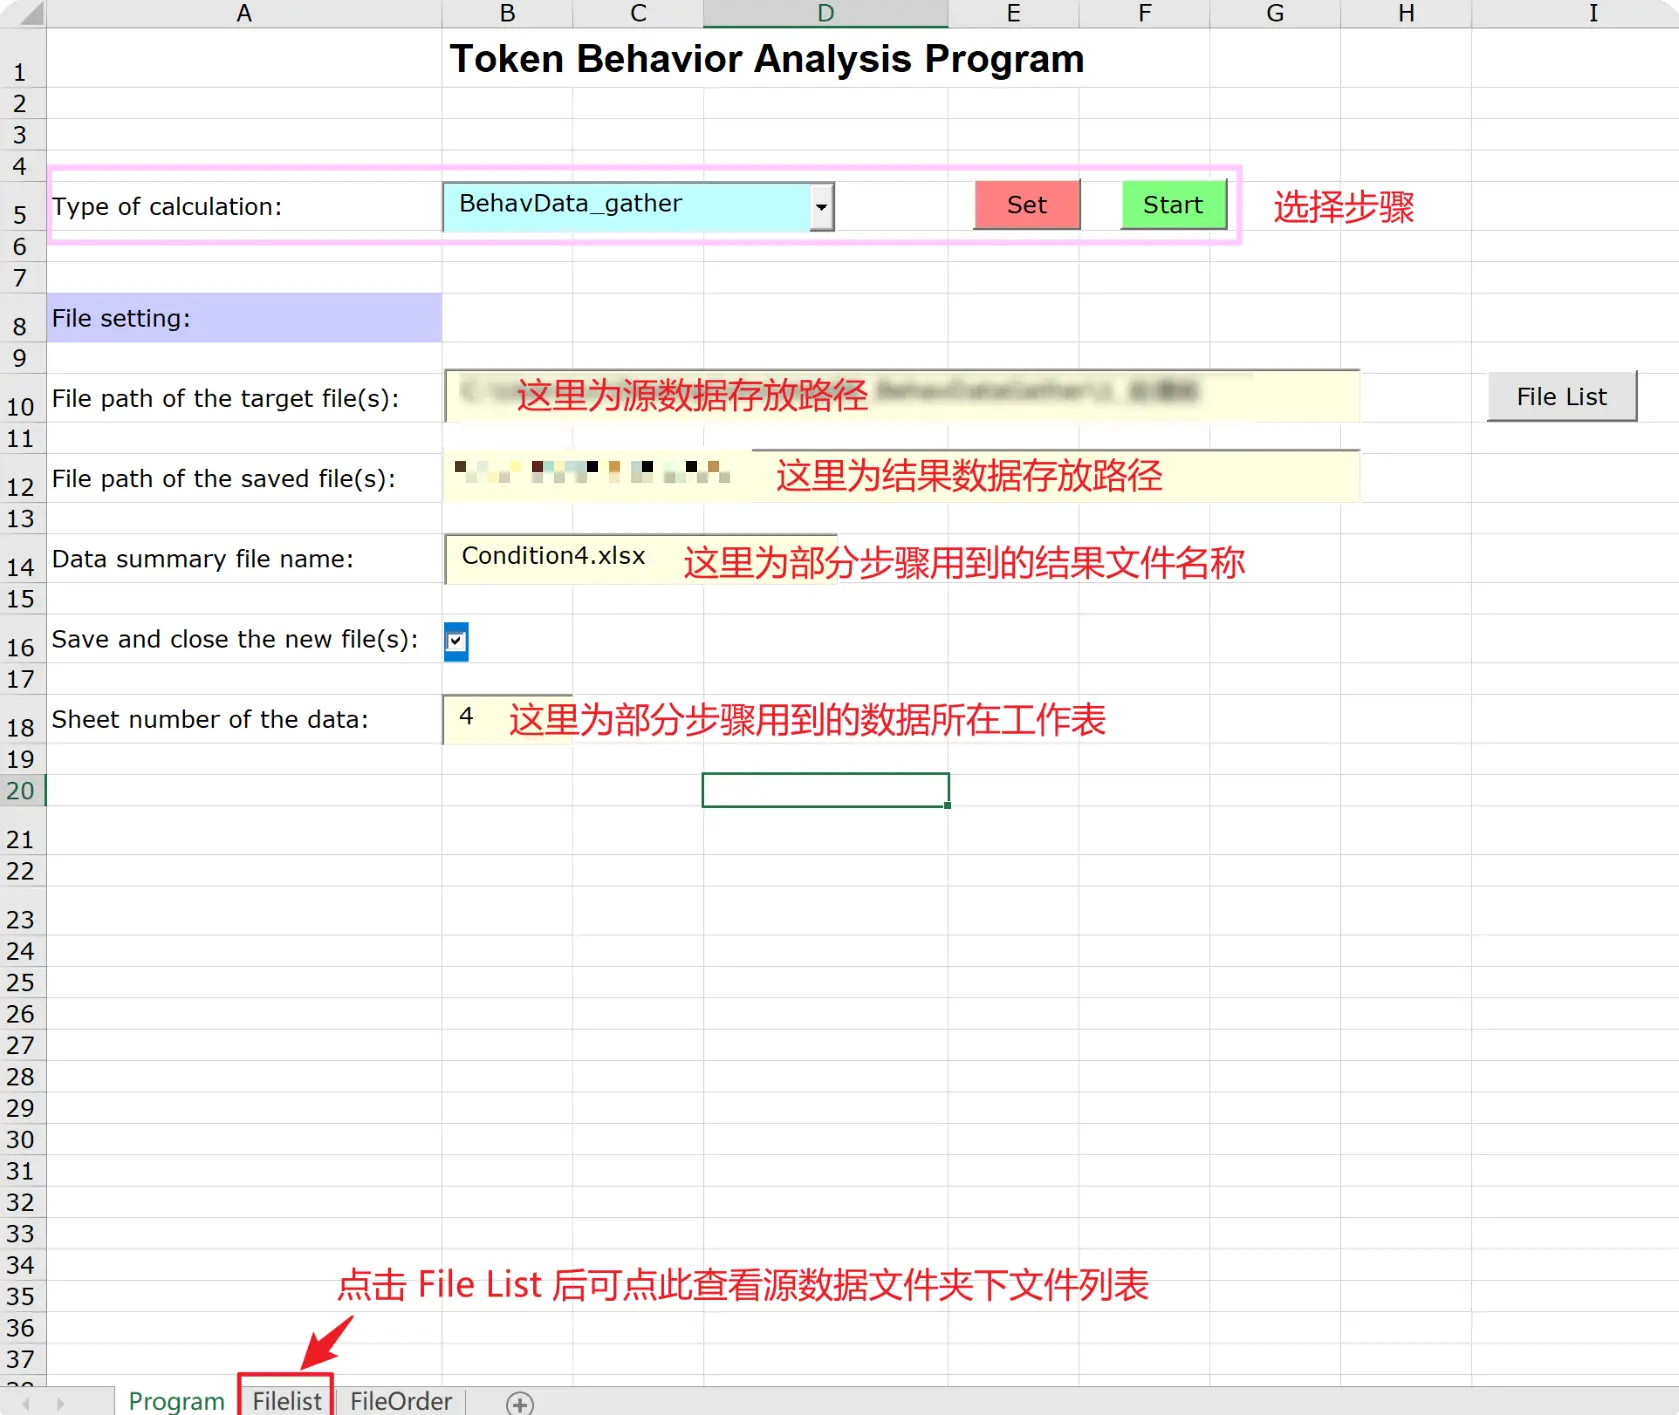 A B C D E F G H I
1 Token Behavior Analysis Program
2
3
4
5 Type of calculation: BehavData_gather Set Start 选择步骤
6
7
8 File setting:
9
10 File path of the target file(s): 这里为源数据存放路径 File List
11
12 File path of the saved file(s): 这里为结果数据存放路径
13
14 Data summary file name: Condition4.xlsx 这里为部分步骤用到的结果文件名称
15
16 Save and close the new file(s):
17
18 Sheet number of the data: 4 这里为部分步骤用到的数据所在工作表
19
20
21
22
23
24
25
26
27
28
29
30
31
32
33
34
点击 File List 后可点此查看源数据文件夹下文件列表
35
36
37
Program Filelist FileOrder